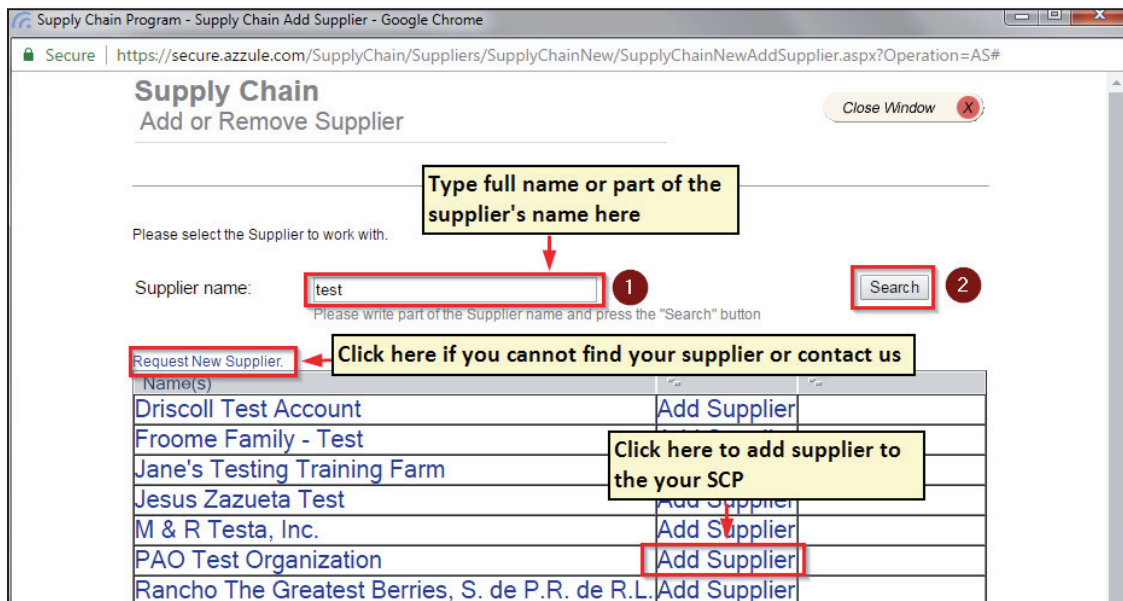 Supply Chain Program - Supply Chain Add Supplier - Google Chrome
Secure https://secure.azzule.com/SupplyChain/Suppliers/SupplyChainNew/SupplyChainNewAddSupplier.aspx?Operation=AS#
Supply Chain
Add or Remove Supplier
Close Window X
Type full name or part of the
supplier's name here
Please select the Supplier to work with.
Supplier name: test 1 Search 2
Please write part of the Supplier name and press the "Search" button
Request New Supplier. Click here if you cannot find your supplier or contact us
Name(s)
Driscoll Test Account Add Supplier
Froome Family - Test
Click here to add supplier to
the your SCP
Jane's Testing Training Farm
Jesus Zazueta Test Add Supplier
M & R Testa, Inc. Add Supplier
PAO Test Organization Add Supplier
Rancho The Greatest Berries, S. de P.R. de R.L. Add Supplier